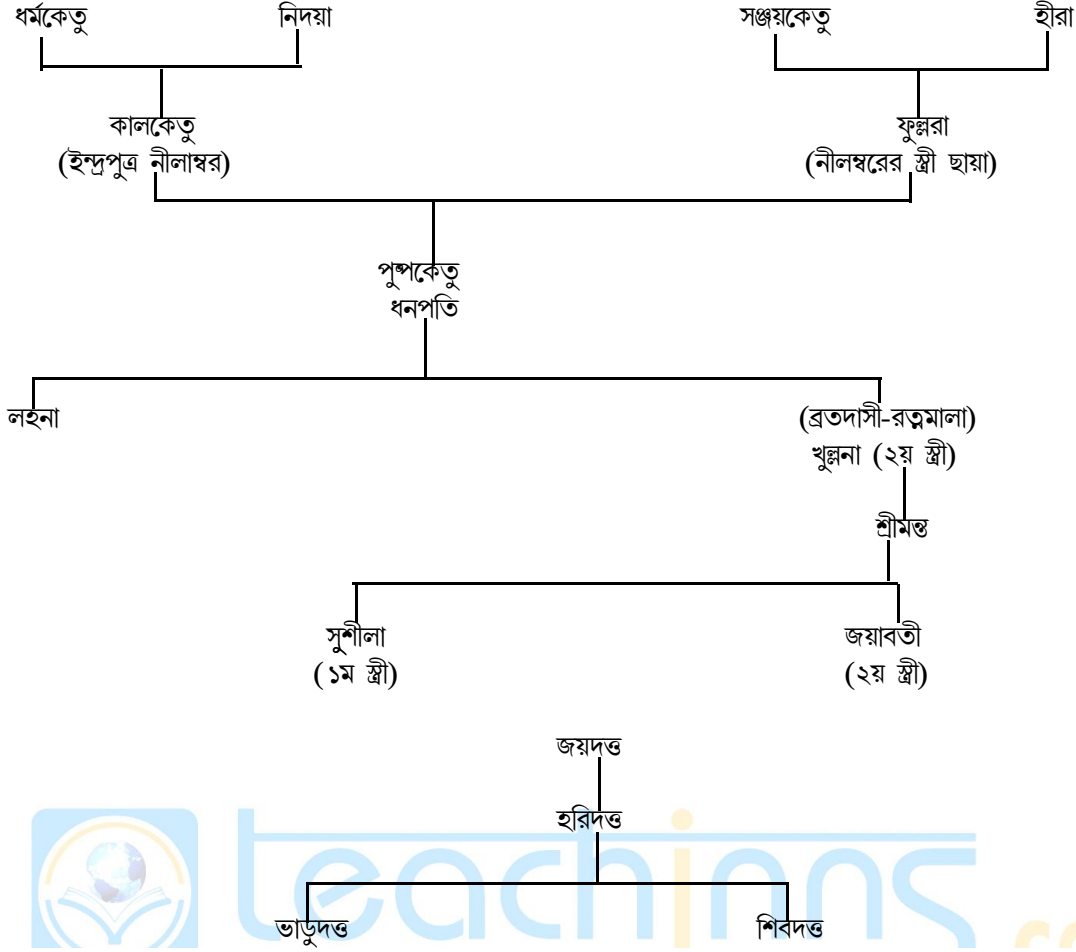 ধর্মকেতু নিদয়া সঞ্জয়কেতু হীরা
কালকেতু ফুল্লরা
(ইন্দ্রপুত্র নীলাম্বর) (নীলম্বরের স্ত্রী ছায়া)
পুষ্পকেতু
ধনপতি
লহনা (ব্রতদাসী-রত্নমালা)
খুল্লনা (২য় স্ত্রী)
শ্রীমন্ত
সুশীলা জয়াবতী
(১ম স্ত্রী) (২য় স্ত্রী)
জয়দত্ত
হরিদত্ত
teachinns
ভাড়ুদত্ত শিবদত্ত